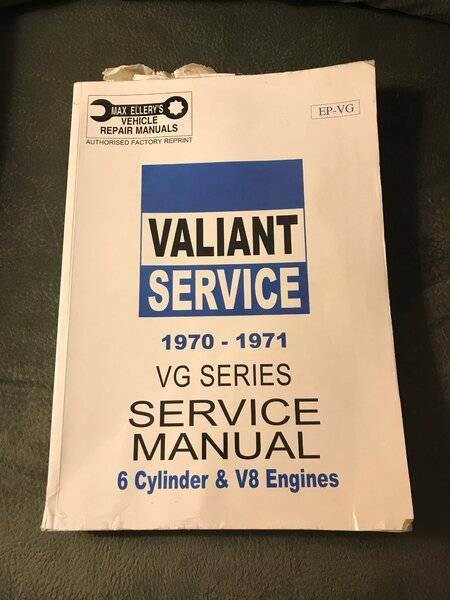 MAX ELLERY'S
VEHICLE
REPAIR MANUALS
AUTHORISED FACTORY REPRINT
EP-VG
VALIANT
SERVICE
1970 - 1971
VG SERIES
SERVICE
MANUAL
6 Cylinder & V8 Engines